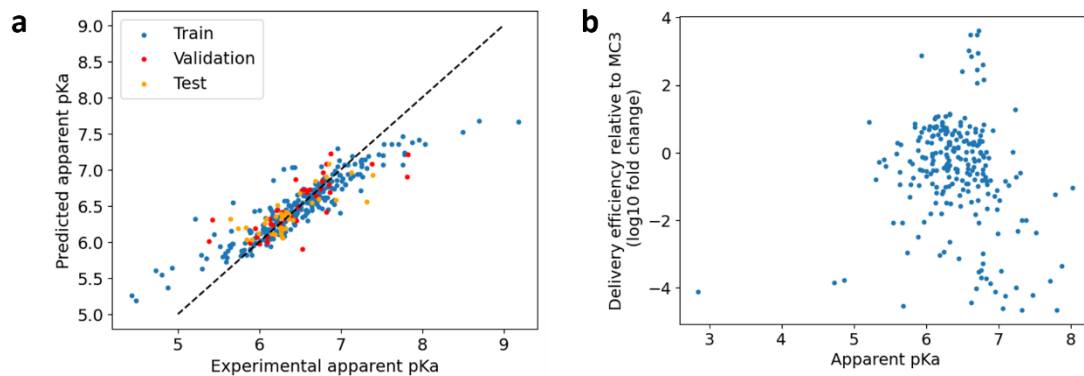 a
9.0
8.5
8.0
7.5
7.0
6.5
6.0
5.5
5.0
Predicted apparent pKa
Train
Validation
Test
5 6 7 8 9
Experimental apparent pKa
b
4
2
0
−2
−4
Delivery efficiency relative to MC3
(log10 fold change)
3 4 5 6 7 8
Apparent pKa